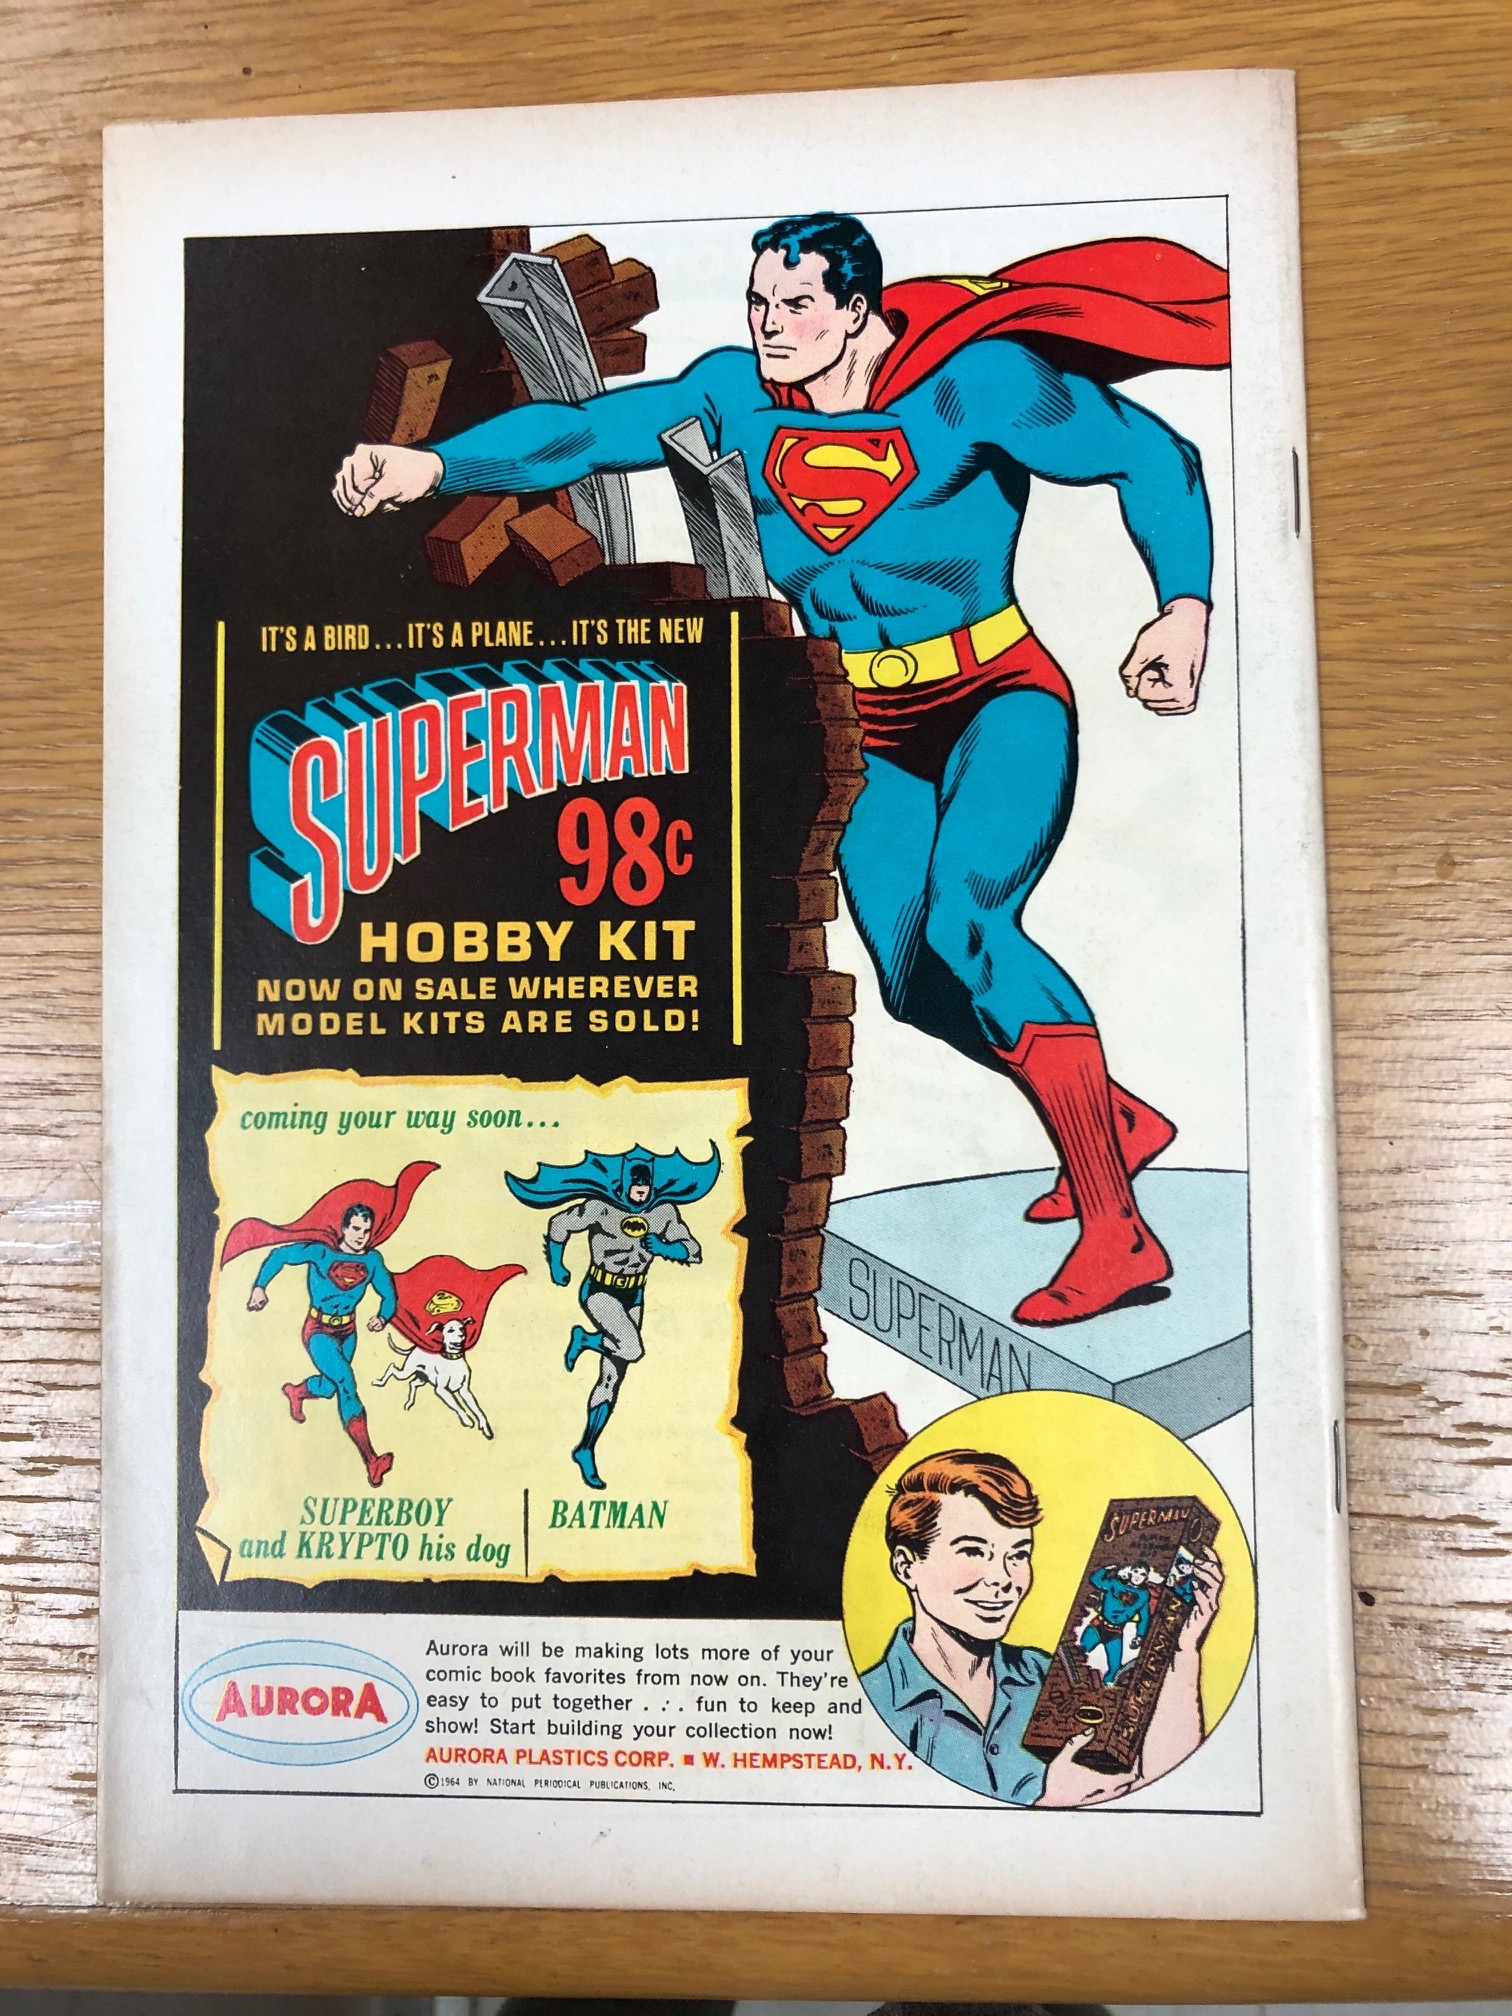 IT'S A BIRD...IT'S A PLANE...IT'S THE NEW
SUPERMAN
98c
HOBBY KIT
NOW ON SALE WHEREVER
MODEL KITS ARE SOLD!
coming your way soon...
SUPERBOY
and KRYPTO his dog
BATMAN
SUPERMAN
SUPERMAN
SUPERMAN
AURORA
Aurora will be making lots more of your
comic book favorites from now on. They're
easy to put together . . . fun to keep and
show! Start building your collection now!
AURORA PLASTICS CORP. ■ W. HEMPSTEAD, N.Y.
©1964 BY NATIONAL PERIODICAL PUBLICATIONS, INC.